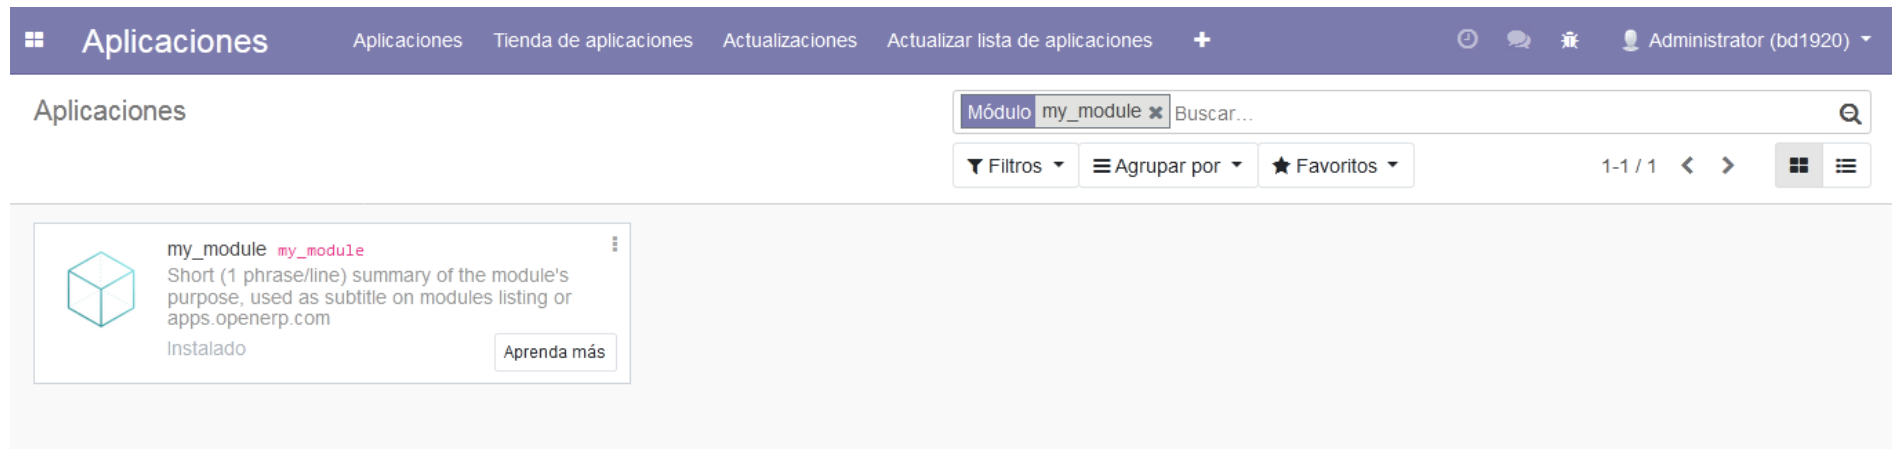 Aplicaciones Aplicaciones Tienda de aplicaciones Actualizaciones Actualizar lista de aplicaciones Administrator (bd1920)
Aplicaciones
Módulo my_module Buscar...
Filtros Agrupar por Favoritos 1-1 / 1
my_module my_module
Short (1 phrase/line) summary of the module's
purpose, used as subtitle on modules listing or
apps.openerp.com
Instalado Aprenda más